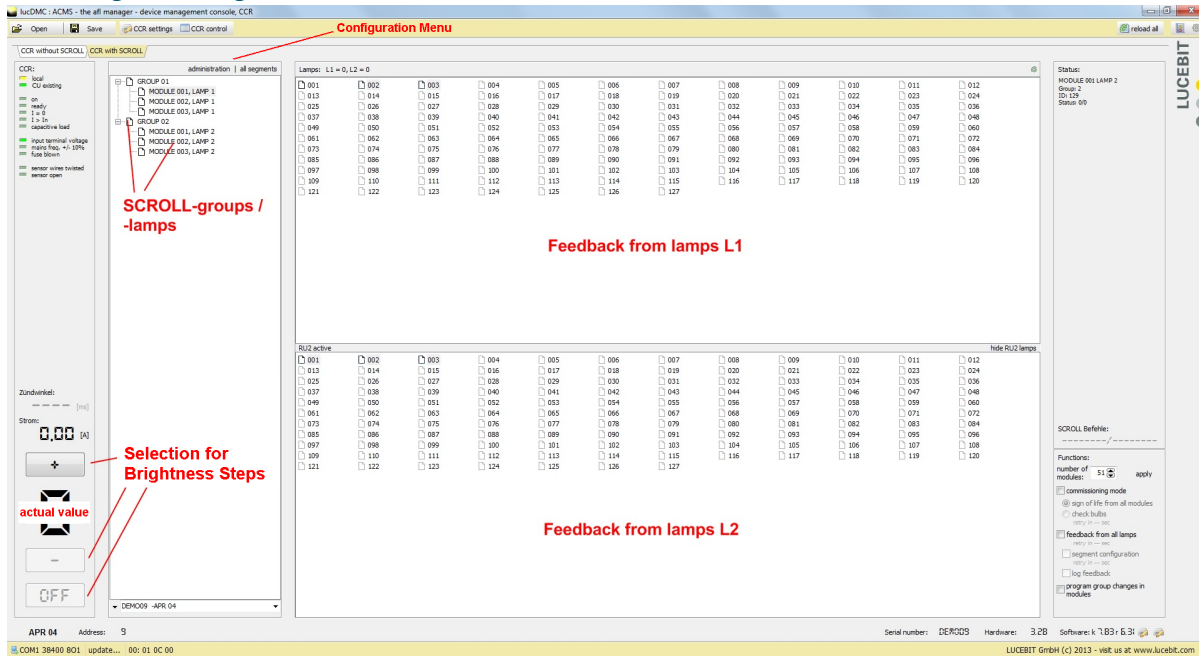 lucDMC : ACMS - the afl manager - device management console, CCR
Open Save CCR settings CCR control Configuration Menu reload all
CCR without SCROLL CCR with SCROLL
LUCEBIT
CCR:
local
CU existing
on
ready
I = 0
I > In
capacitive load
input terminal voltage
mains freq. +/- 10%
fuse blown
sensor wires twisted
sensor open
Zündwinkel:
---- [ms]
Strom:
0,00 [A]
+
0
actual value
-
OFF
administration | all segments
GROUP 01
MODULE 001, LAMP 1
MODULE 002, LAMP 1
MODULE 003, LAMP 1
GROUP 02
MODULE 001, LAMP 2
MODULE 002, LAMP 2
MODULE 003, LAMP 2
SCROLL-groups /
-lamps
Selection for
Brightness Steps
DEMO09 -APR 04
Lamps: L1 = 0, L2 = 0
001 002 003 004 005 006 007 008 009 010 011 012
013 014 015 016 017 018 019 020 021 022 023 024
025 026 027 028 029 030 031 032 033 034 035 036
037 038 039 040 041 042 043 044 045 046 047 048
049 050 051 052 053 054 055 056 057 058 059 060
061 062 063 064 065 066 067 068 069 070 071 072
073 074 075 076 077 078 079 080 081 082 083 084
085 086 087 088 089 090 091 092 093 094 095 096
097 098 099 100 101 102 103 104 105 106 107 108
109 110 111 112 113 114 115 116 117 118 119 120
121 122 123 124 125 126 127
Feedback from lamps L1
RU2 active hide RU2 lamps
001 002 003 004 005 006 007 008 009 010 011 012
013 014 015 016 017 018 019 020 021 022 023 024
025 026 027 028 029 030 031 032 033 034 035 036
037 038 039 040 041 042 043 044 045 046 047 048
049 050 051 052 053 054 055 056 057 058 059 060
061 062 063 064 065 066 067 068 069 070 071 072
073 074 075 076 077 078 079 080 081 082 083 084
085 086 087 088 089 090 091 092 093 094 095 096
097 098 099 100 101 102 103 104 105 106 107 108
109 110 111 112 113 114 115 116 117 118 119 120
121 122 123 124 125 126 127
Feedback from lamps L2
Status:
MODULE 001 LAMP 2
Group: 2
ID: 129
Status: 0/0
SCROLL Befehle:
--------/--------
Functions:
number of
modules: 51 apply
commissioning mode
sign of life from all modules
check bulbs
retry in --- sec
feedback from all lamps
retry in --- sec
segment configuration
retry in --- sec
log feedback
program group changes in
modules
APR 04 Address: 9 Serial number: DEMO09 Hardware: 3.2B Software: k 7.83 r
COM1 38400 8O1 update... 00: 01 0C 00 LUCEBIT GmbH (c) 2013 - visit us at www.lucebit.com